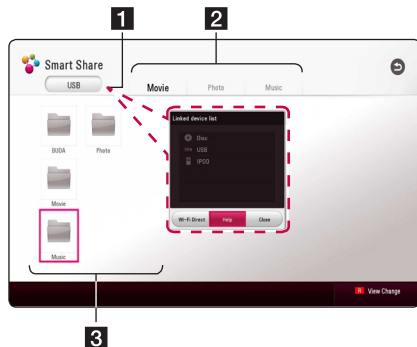 1
2
Smart Share
USB
Movie
Photo
Music
Linked device list
Disc
USB
IPOD
BUDA
Photo
Movie
Wi-Fi Direct
Help
Close
Music
R View Change
3